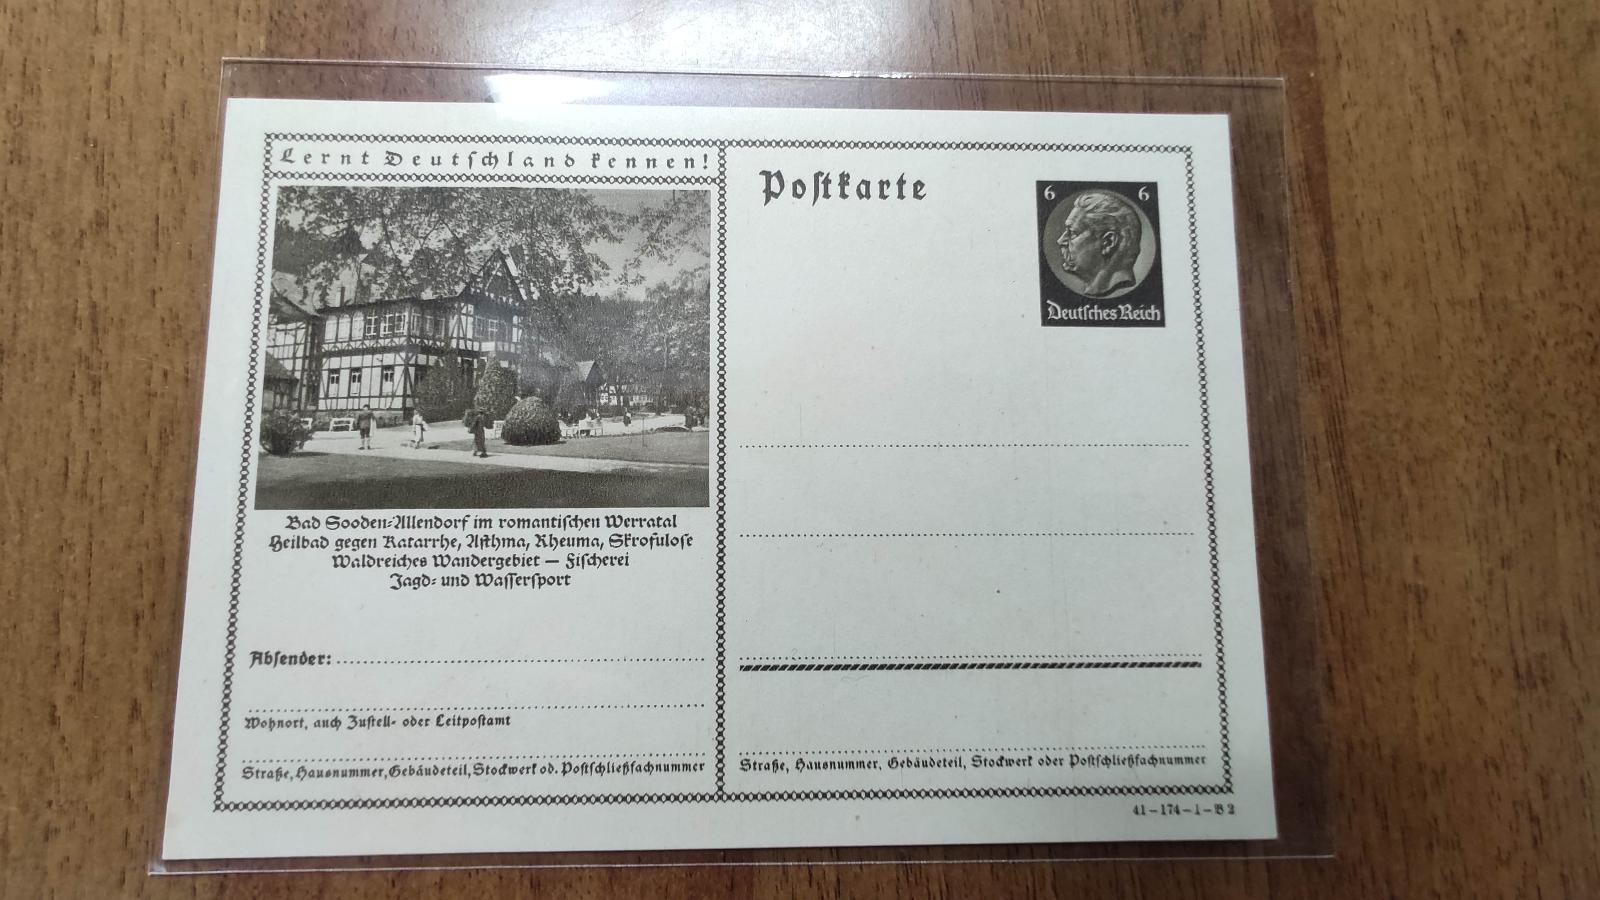 Lernt Deutschland kennen!
Postkarte
6 6
Deutsches Reich
Bad Sooden-Allendorf im romantischen Werratal
Heilbad gegen Katarrhe, Asthma, Rheuma, Skrofulose
Waldreiches Wandergebiet — Fischerei
Jagd- und Wassersport
Absender:
Wohnort, auch Zustell- oder Leitpostamt
Straße, Hausnummer, Gebäudeteil, Stockwerk od. Postschließfachnummer
Straße, Hausnummer, Gebäudeteil, Stockwerk oder Postschließfachnummer
41-174-1-B 2